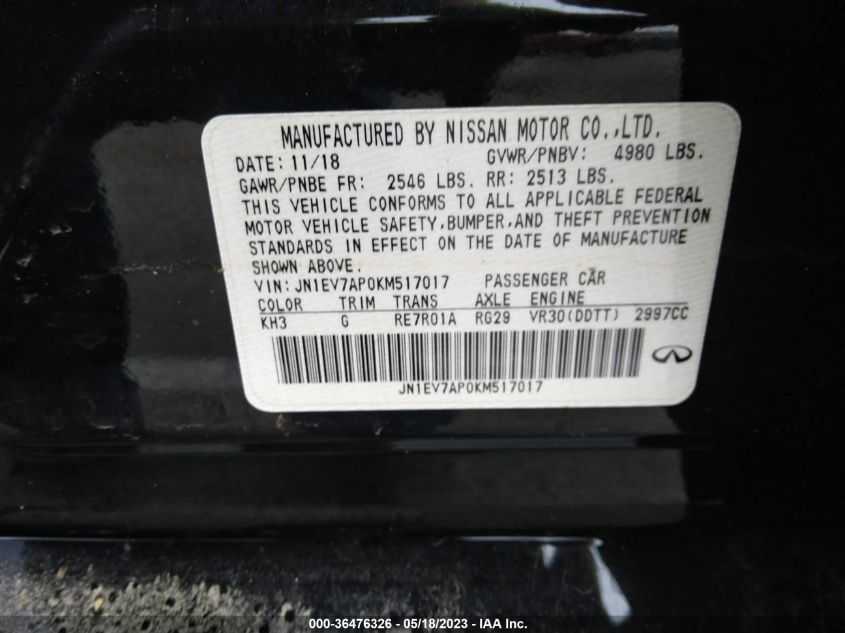 MANUFACTURED BY NISSAN MOTOR CO.,LTD.
DATE: 11/18 GVWR/PNBV: 4980 LBS.
GAWR/PNBE FR: 2546 LBS. RR: 2513 LBS.
THIS VEHICLE CONFORMS TO ALL APPLICABLE FEDERAL
MOTOR VEHICLE SAFETY,BUMPER,AND THEFT PREVENTION
STANDARDS IN EFFECT ON THE DATE OF MANUFACTURE
SHOWN ABOVE.
VIN: JN1EV7AP0KM517017 PASSENGER CAR
COLOR TRIM TRANS AXLE ENGINE
KH3 G RE7R01A RG29 VR30(DDTT) 2997CC
JN1EV7AP0KM517017
000-36476326 - 05/18/2023 - IAA Inc.